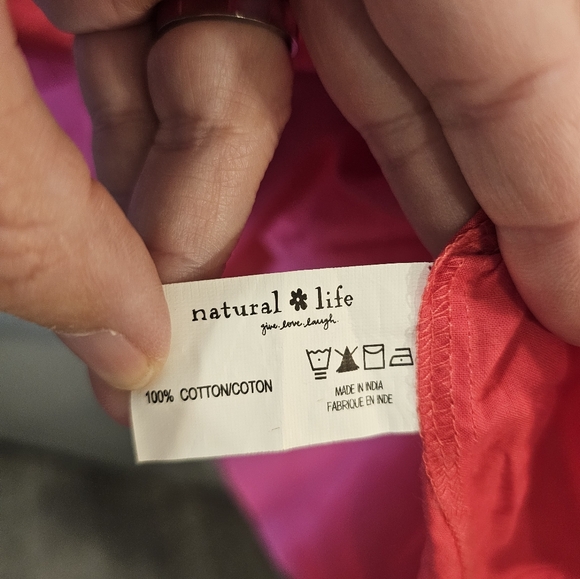 natural life
give. love. laugh.
100% COTTON/COTON
MADE IN INDIA
FABRIQUE EN INDE